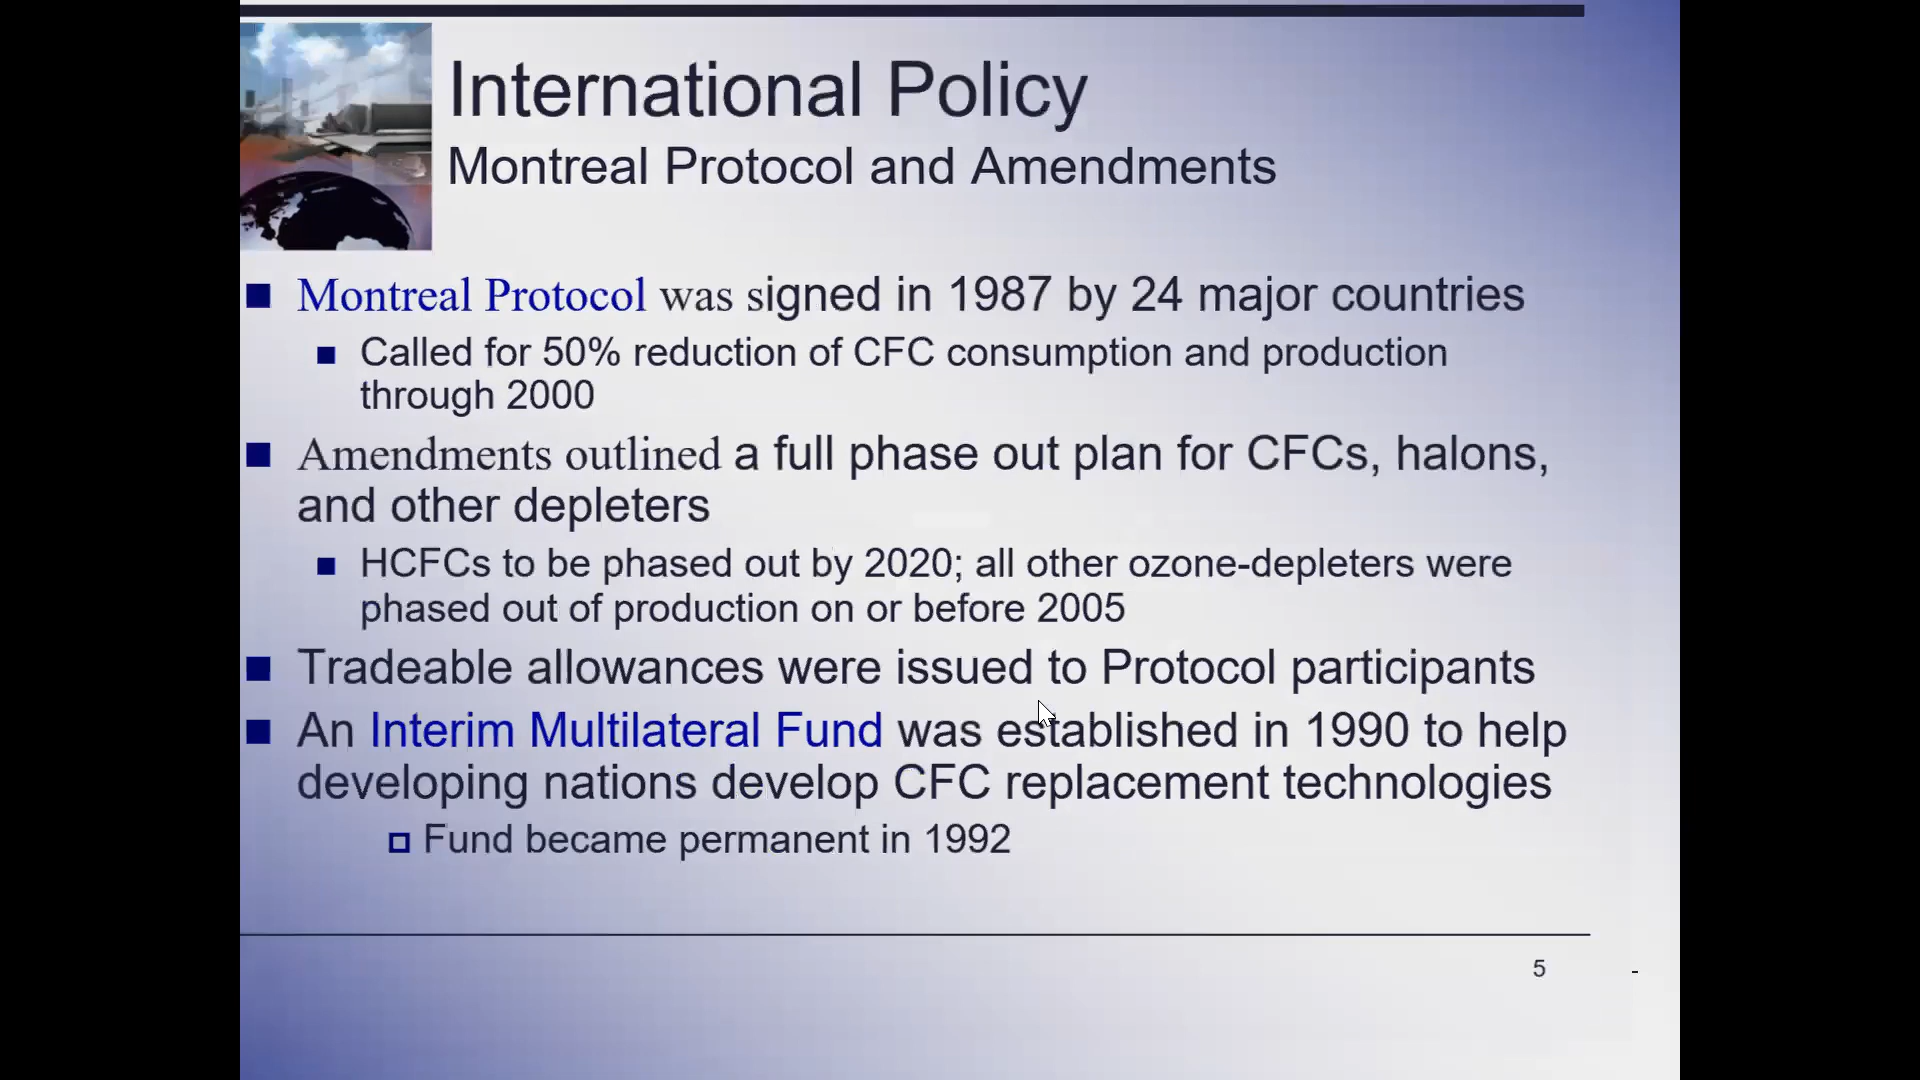 International Policy
Montreal Protocol and Amendments
Montreal Protocol was signed in 1987 by 24 major countries
Called for 50% reduction of CFC consumption and production
through 2000
Amendments outlined a full phase out plan for CFCs, halons,
and other depleters
HCFCs to be phased out by 2020; all other ozone-depleters were
phased out of production on or before 2005
Tradeable allowances were issued to Protocol participants
An Interim Multilateral Fund was established in 1990 to help
developing nations develop CFC replacement technologies
Fund became permanent in 1992
5
-